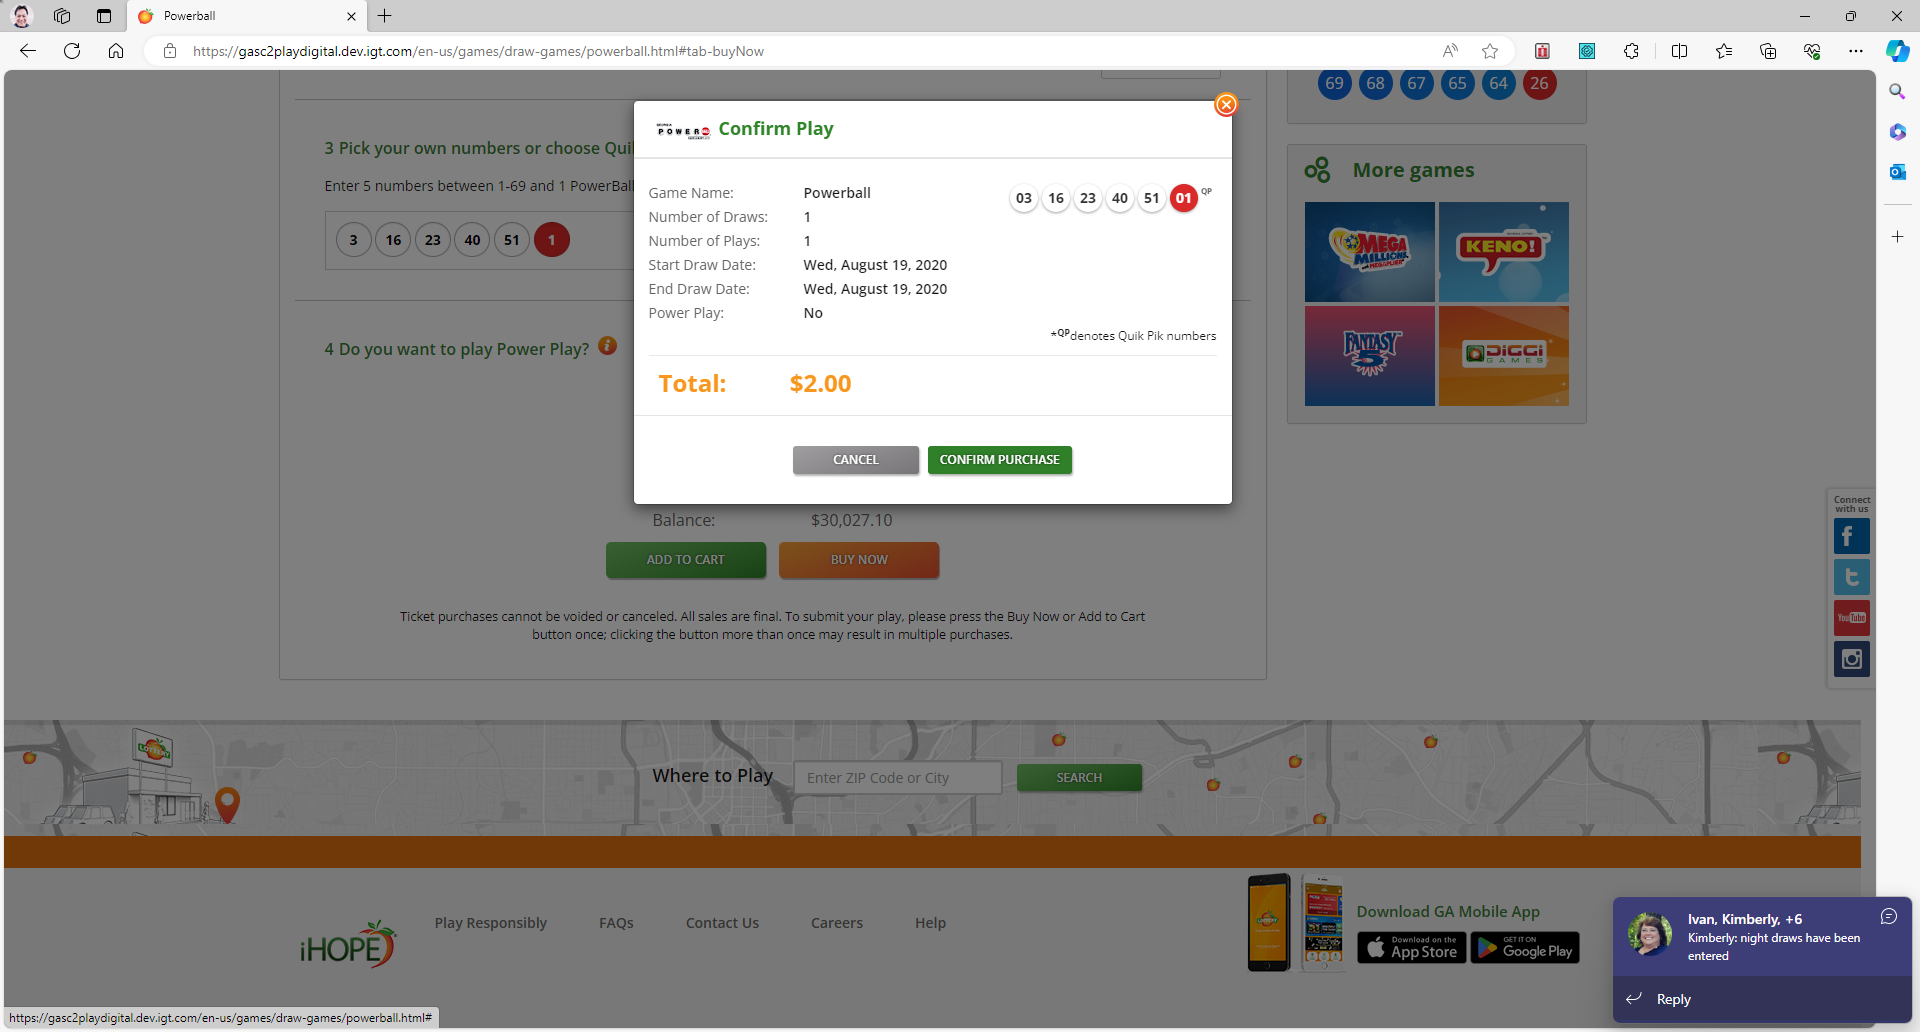 Powerball
https://gasc2playdigital.dev.igt.com/en-us/games/draw-games/powerball.html#tab-buyNow
69 68 67 65 64 26
POWER Confirm Play
3 Pick your own numbers or choose Qui
Enter 5 numbers between 1-69 and 1 PowerBall
3 16 23 40 51 1
Game Name: Powerball
03 16 23 40 51 01 QP
Number of Draws: 1
Number of Plays: 1
Start Draw Date: Wed, August 19, 2020
End Draw Date: Wed, August 19, 2020
Power Play: No
*QPdenotes Quik Pik numbers
4 Do you want to play Power Play?
Total: $2.00
CANCEL CONFIRM PURCHASE
More games
MEGA MILLIONS
KENO!
FANTASY 5
DIGGI GAMES
Balance: $30,027.10
ADD TO CART BUY NOW
Ticket purchases cannot be voided or canceled. All sales are final. To submit your play, please press the Buy Now or Add to Cart
button once; clicking the button more than once may result in multiple purchases.
Connect
with us
YouTube
LOTTERY
Where to Play Enter ZIP Code or City SEARCH
iHOPE
Play Responsibly FAQs Contact Us Careers Help
Download GA Mobile App
Download on the
App Store
GET IT ON
Google Play
Ivan, Kimberly, +6
Kimberly: night draws have been
entered
Reply
https://gasc2playdigital.dev.igt.com/en-us/games/draw-games/powerball.html#